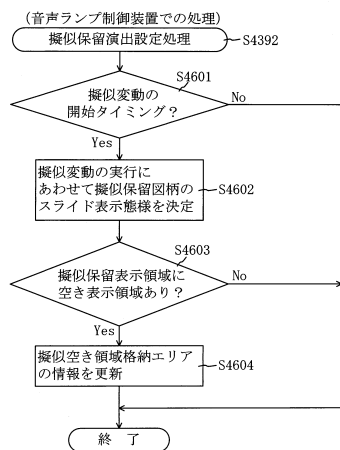 (音声ランプ制御装置での処理)
擬似保留演出設定処理
S4392
S4601
擬似変動の
開始タイミング？
No
Yes
擬似変動の実行に
あわせて擬似保留図柄の
スライド表示態様を決定
S4602
S4603
擬似保留表示領域に
空き表示領域あり？
No
Yes
擬似空き領域格納エリア
の情報を更新
S4604
終 了